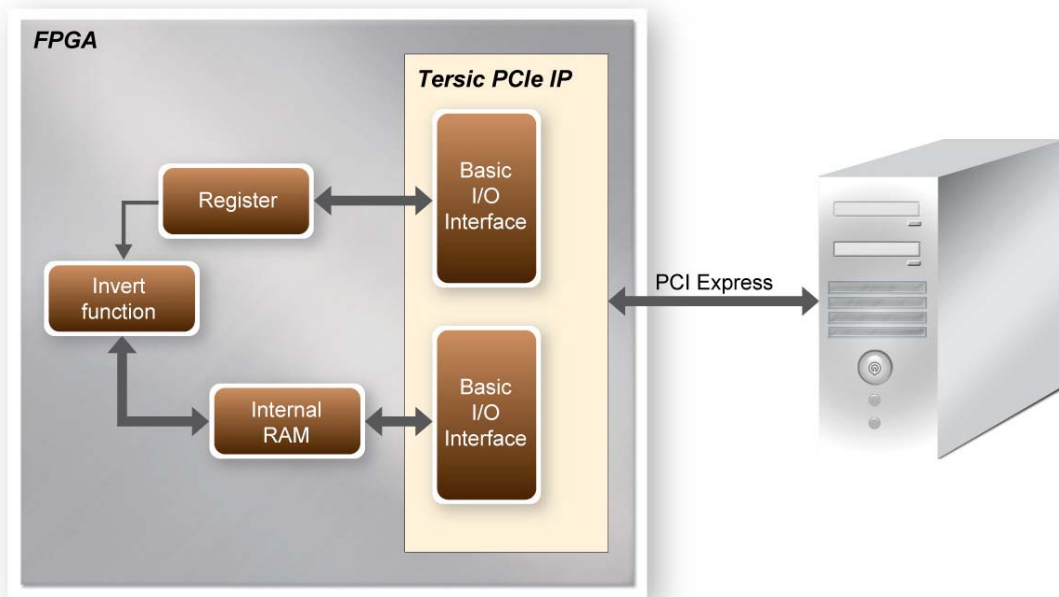 FPGA
Tersic PCIe IP
Basic
I/O
Interface
Register
Invert
function
PCI Express
Basic
I/O
Interface
Internal
RAM